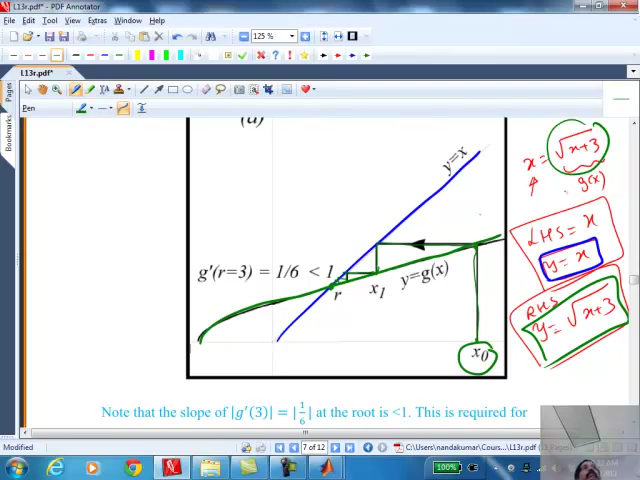 L13r.pdf* - PDF Annotator
File Edit Tool View Extras Window Help
125 %
L13r.pdf*
Pen
Pages
Bookmarks
(a)
y=x
g'(r=3) = 1/6 < 1
r
x1
y=g(x)
x0
x = √x+3
g(x)
LHS = x
y = x
RHS
y = √x+3
Note that the slope of |g'(3)| = |1/6| at the root is <1. This is required for
Modified
7 of 12
C:\Users\nandakumar\Cours...
100%